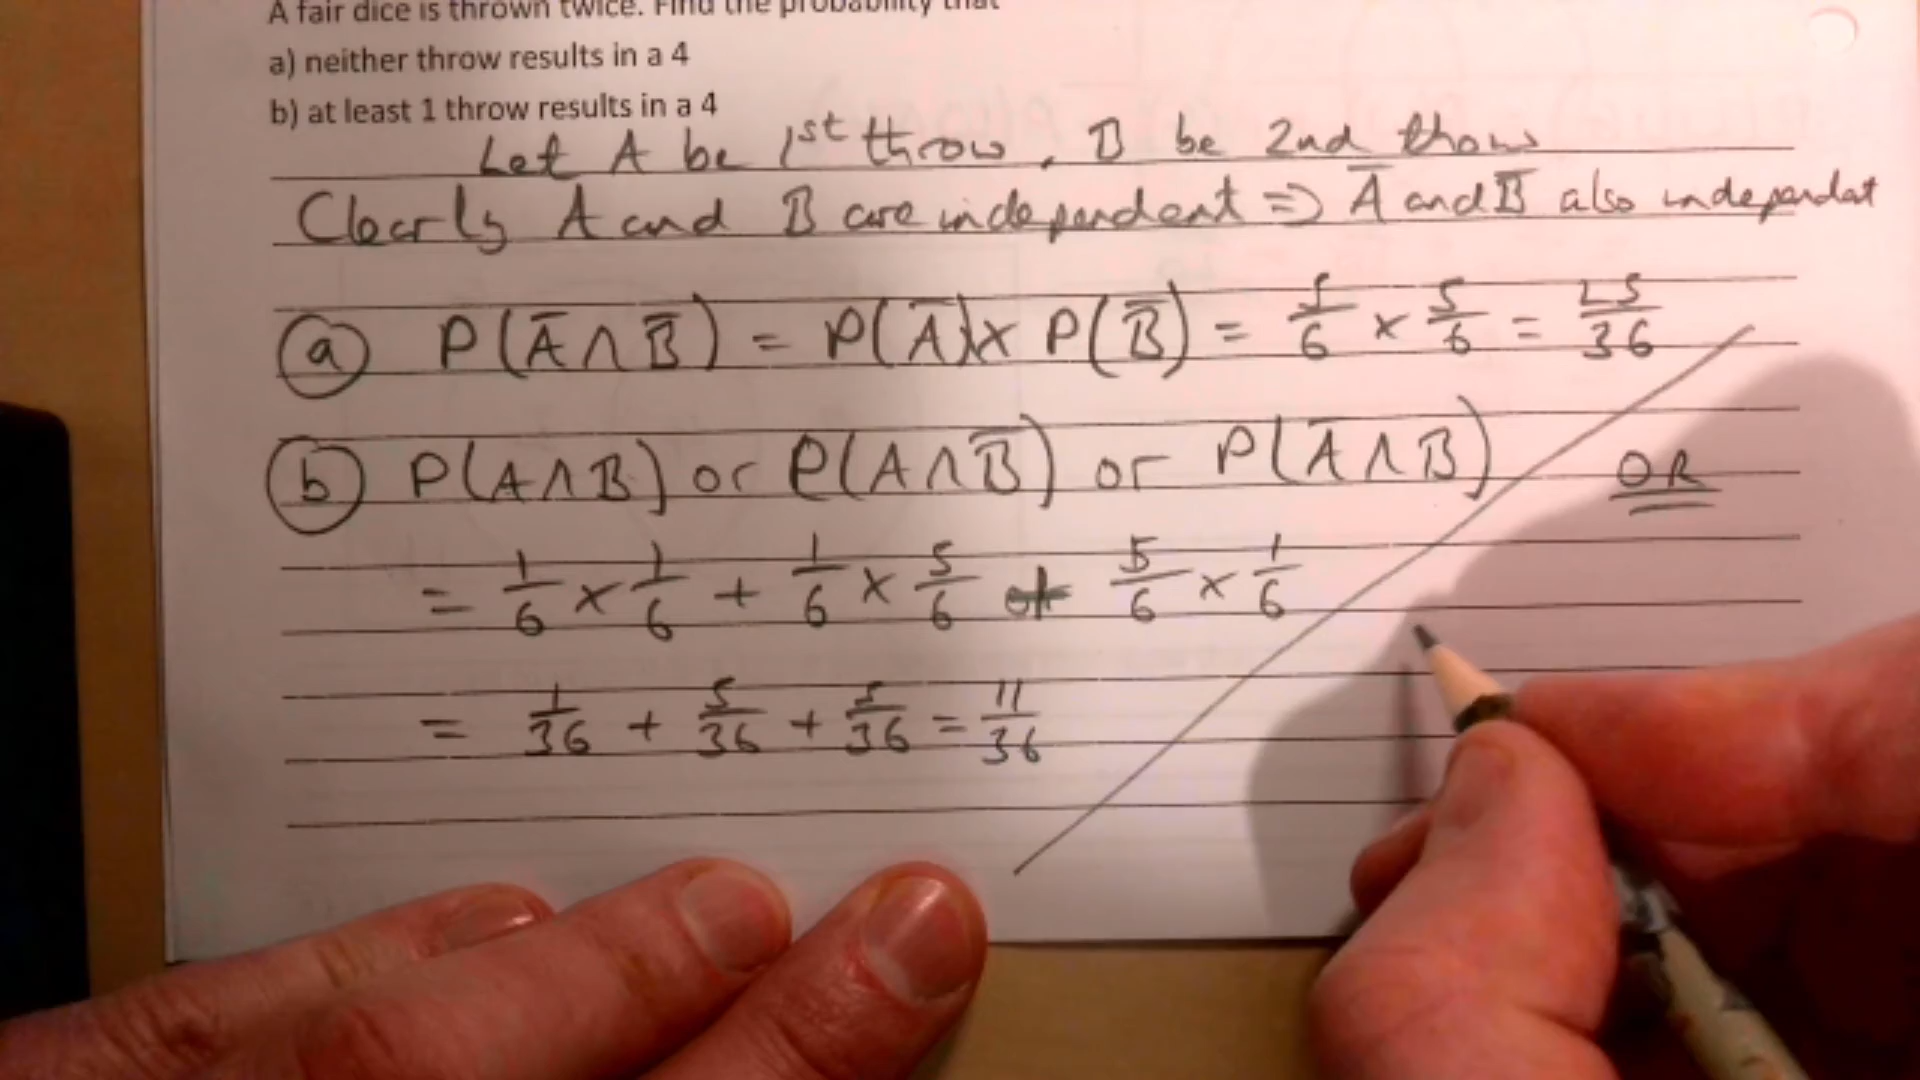 A fair dice is thrown twice. Find the probability that
a) neither throw results in a 4
b) at least 1 throw results in a 4
Let A be 1st throw, B be 2nd thow
Clearly A and B are independent ⇒ A̅ and B̅ also independat
(a) P(A̅ ∩ B̅) = P(A̅) × P(B̅) = 5/6 × 5/6 = 25/36
(b) P(A ∩ B) or P(A ∩ B̅) or P(A̅ ∩ B) OR
= 1/6 × 1/6 + 1/6 × 5/6 + 5/6 × 1/6
= 1/36 + 5/36 + 5/36 = 11/36